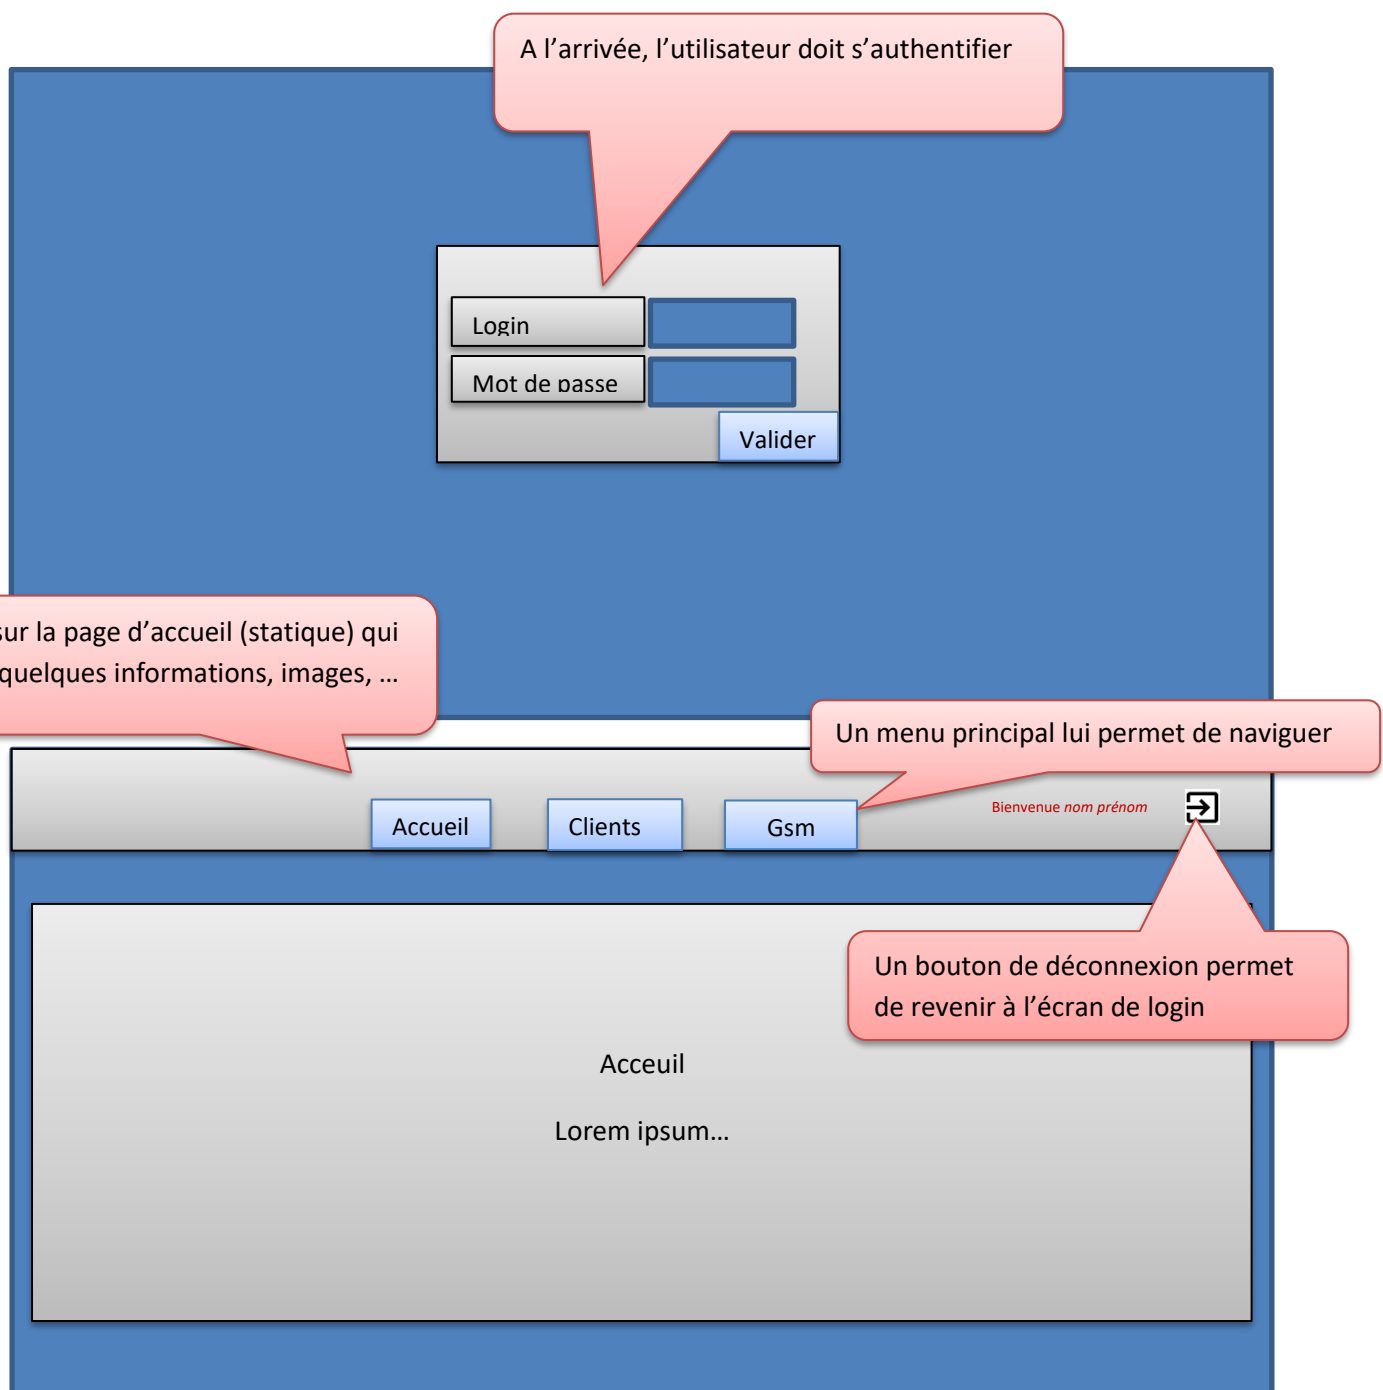 A l’arrivée, l’utilisateur doit s’authentifier
Login
Mot de passe
Valider
sur la page d’accueil (statique) qui
quelques informations, images, …
Un menu principal lui permet de naviguer
Accueil
Clients
Gsm
Bienvenue nom prénom
Un bouton de déconnexion permet
de revenir à l’écran de login
Acceuil
Lorem ipsum…